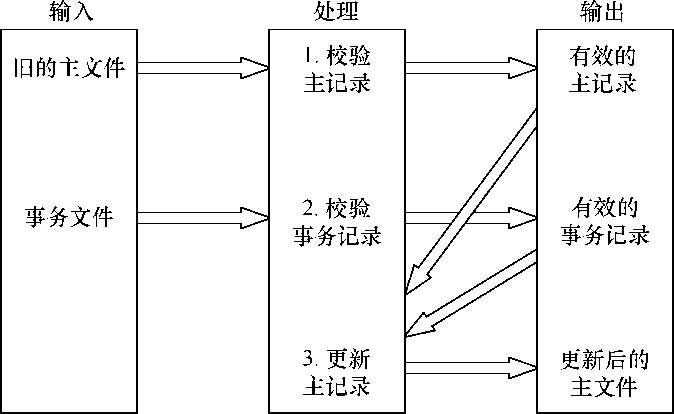 输入
处理
输出
旧的主文件
1. 校验
主记录
有效的
主记录
事务文件
2. 校验
事务记录
有效的
事务记录
3. 更新
主记录
更新后的
主文件